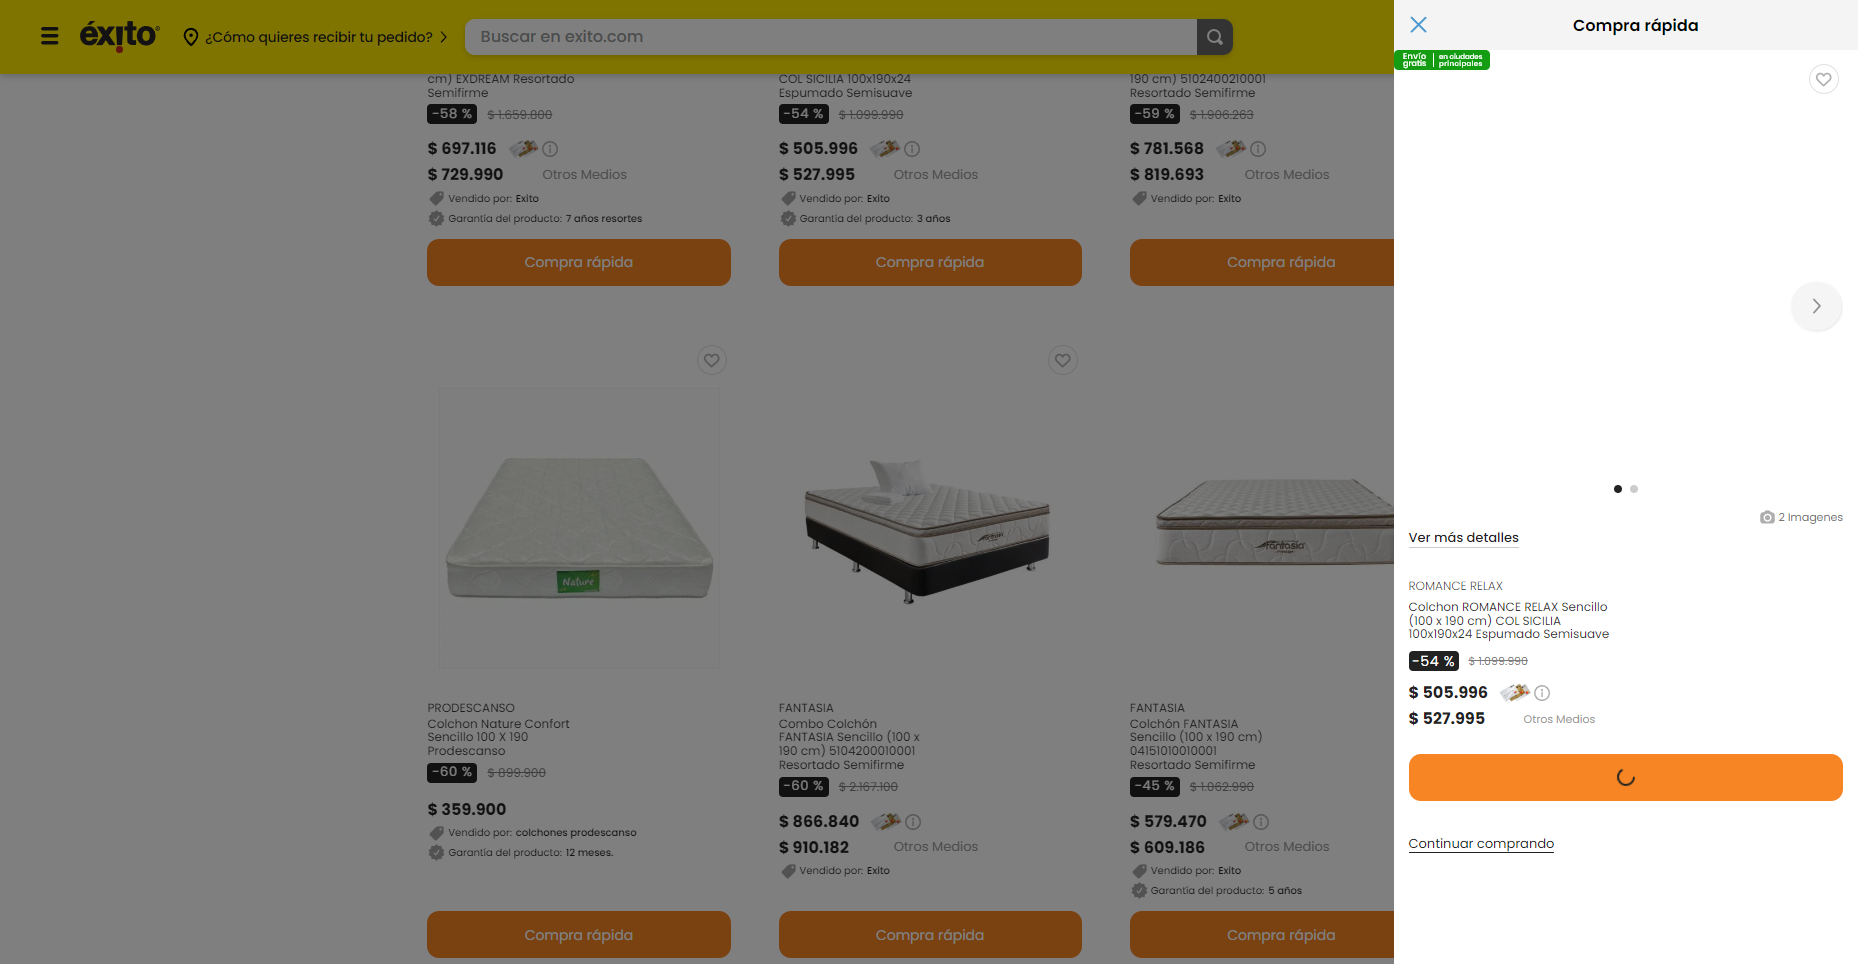 éxito
¿Cómo quieres recibir tu pedido?
Buscar en exito.com
cm) EXDREAM Resortado
Semifirme
-58 % $ 1.659.800
$ 697.116
$ 729.990 Otros Medios
Vendido por: Exito
Garantía del producto: 7 años resortes
Compra rápida
COL SICILIA 100x190x24
Espumado Semisuave
-54 % $ 1.099.990
$ 505.996
$ 527.995 Otros Medios
Vendido por: Exito
Garantía del producto: 3 años
Compra rápida
190 cm) 5102400210001
Resortado Semifirme
-59 % $ 1.906.263
$ 781.568
$ 819.693 Otros Medios
Vendido por: Exito
Compra rápida
Nature
PRODESCANSO
Colchon Nature Confort
Sencillo 100 X 190
Prodescanso
-60 % $ 899.900
$ 359.900
Vendido por: colchones prodescanso
Garantía del producto: 12 meses.
Compra rápida
fantasia
FANTASIA
Combo Colchón
FANTASIA Sencillo (100 x
190 cm) 5104200010001
Resortado Semifirme
-60 % $ 2.167.100
$ 866.840
$ 910.182 Otros Medios
Vendido por: Exito
Compra rápida
fantasia
FANTASIA
Colchón FANTASIA
Sencillo (100 x 190 cm)
04151010010001
Resortado Semifirme
-45 % $ 1.062.990
$ 579.470
$ 609.186 Otros Medios
Vendido por: Exito
Garantía del producto: 5 años
Compra rápida
Compra rápida
Envío gratis en ciudades principales
2 Imagenes
Ver más detalles
ROMANCE RELAX
Colchon ROMANCE RELAX Sencillo
(100 x 190 cm) COL SICILIA
100x190x24 Espumado Semisuave
-54 % $ 1.099.990
$ 505.996
$ 527.995 Otros Medios
Continuar comprando